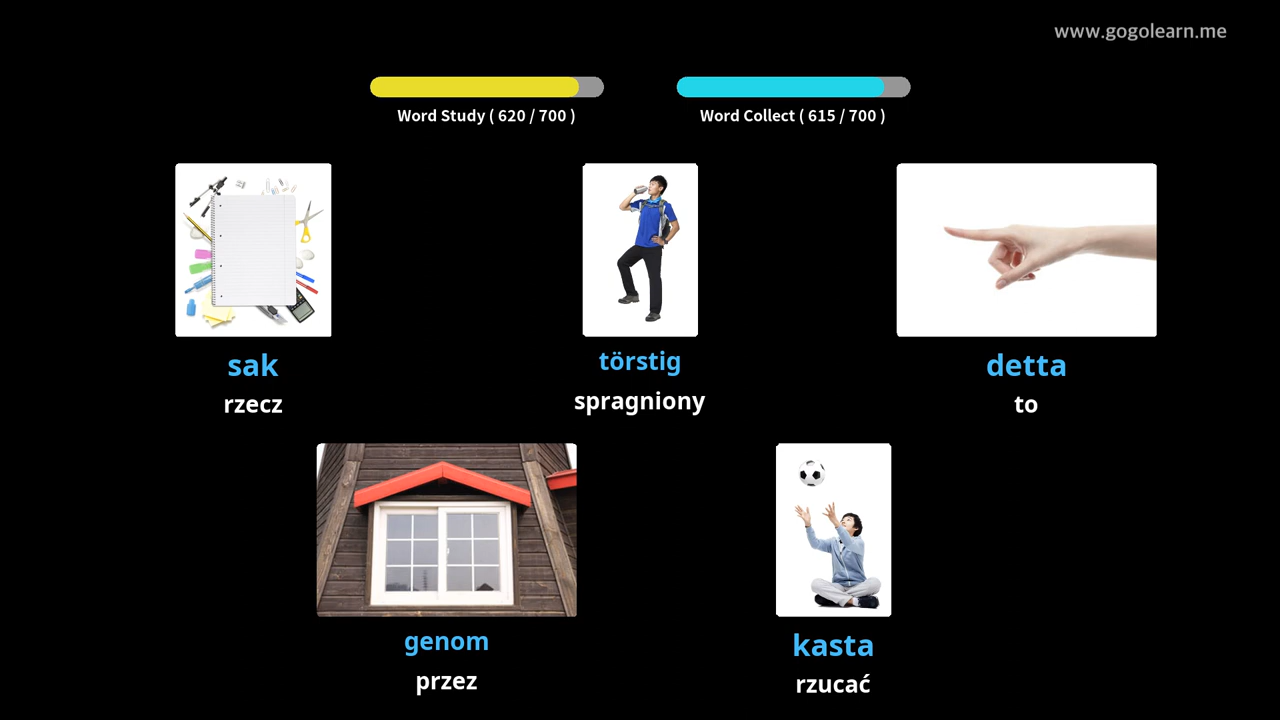 www.gogolearn.me
Word Study ( 620 / 700 )
Word Collect ( 615 / 700 )
sak
rzecz
törstig
spragniony
detta
to
genom
przez
kasta
rzucać